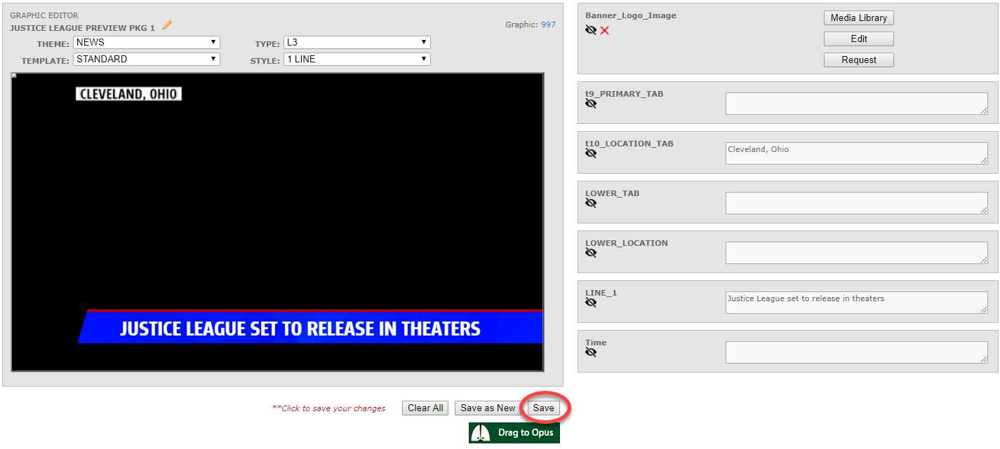 GRAPHIC EDITOR
JUSTICE LEAGUE PREVIEW PKG 1
Graphic: 997
THEME: NEWS TYPE: L3
TEMPLATE: STANDARD STYLE: 1 LINE
CLEVELAND, OHIO
JUSTICE LEAGUE SET TO RELEASE IN THEATERS
**Click to save your changes Clear All Save as New Save
Drag to Opus
Banner_Logo_Image
Media Library
Edit
Request
t9_PRIMARY_TAB
t10_LOCATION_TAB
Cleveland, Ohio
LOWER_TAB
LOWER_LOCATION
LINE_1
Justice League set to release in theaters
Time